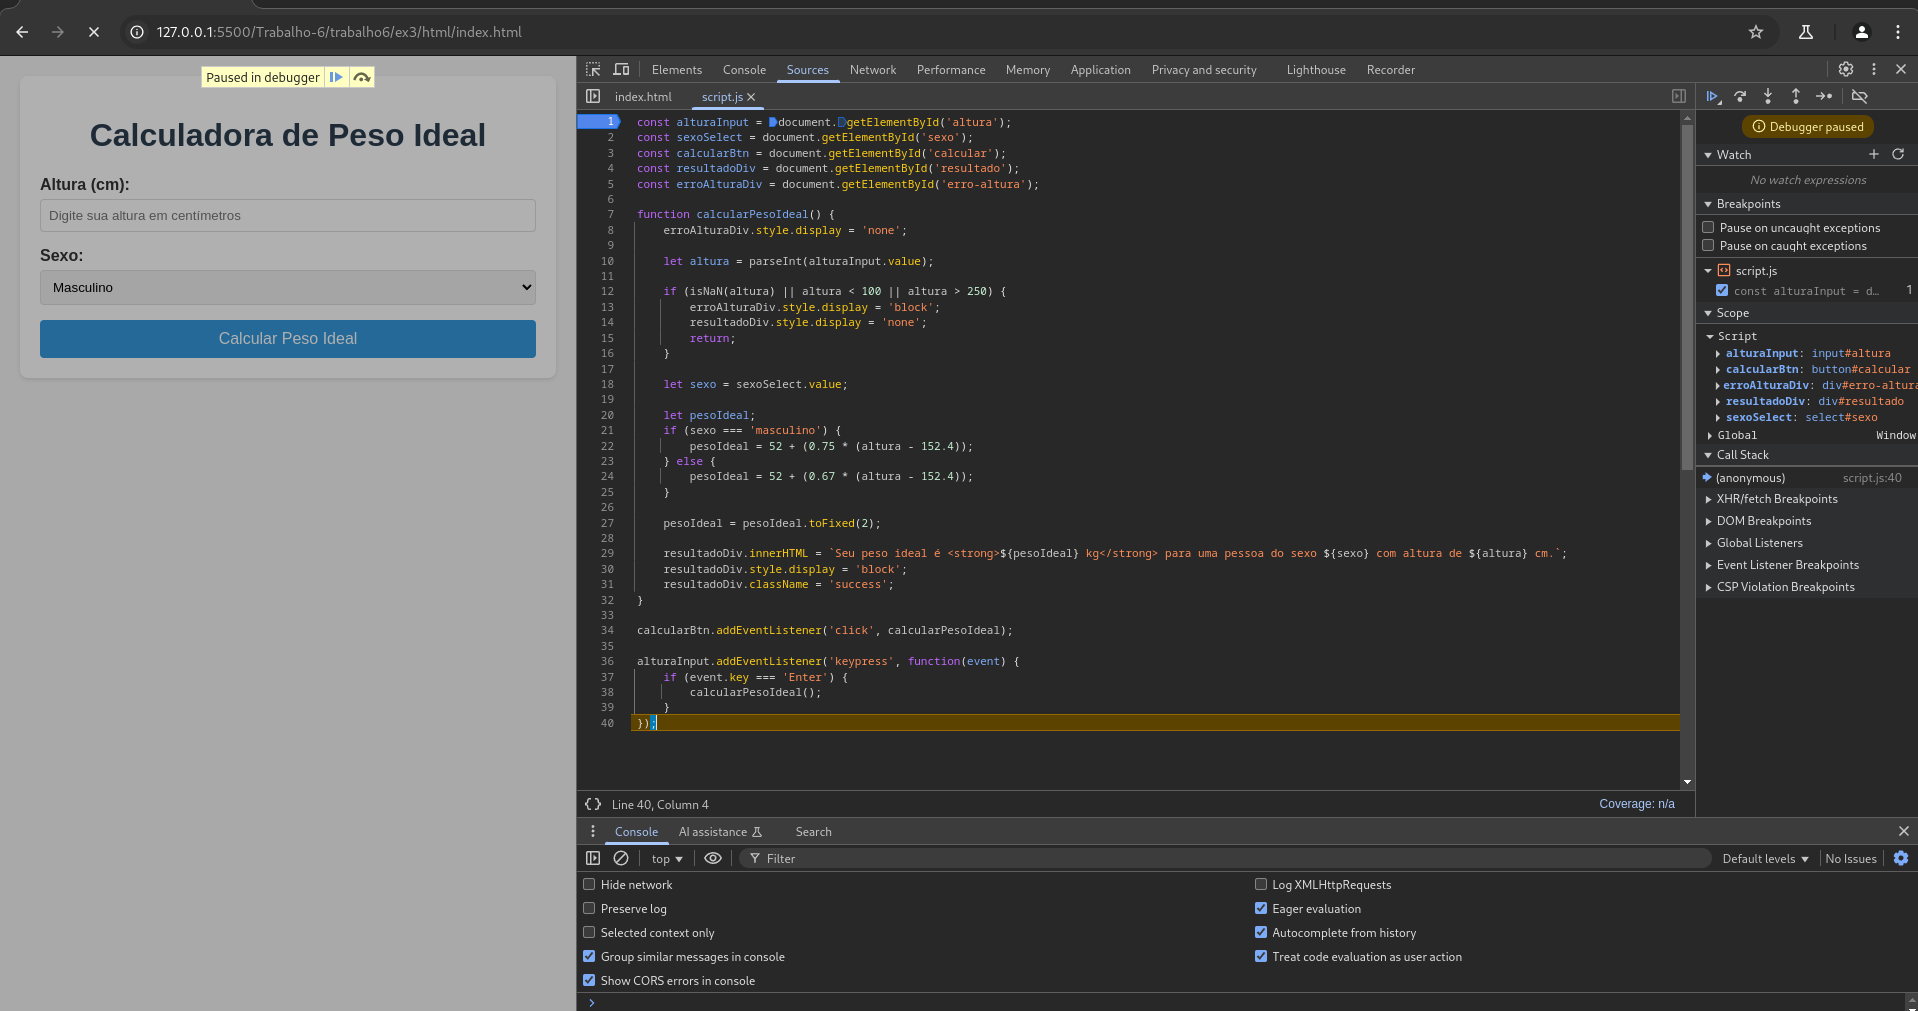 127.0.0.1:5500/Trabalho-6/trabalho6/ex3/html/index.html
Paused in debugger
Calculadora de Peso Ideal
Altura (cm):
Digite sua altura em centímetros
Sexo:
Masculino
Calcular Peso Ideal
Elements Console Sources Network Performance Memory Application Privacy and security Lighthouse Recorder
index.html script.js
1 const alturaInput = document.getElementById('altura');
2 const sexoSelect = document.getElementById('sexo');
3 const calcularBtn = document.getElementById('calcular');
4 const resultadoDiv = document.getElementById('resultado');
5 const erroAlturaDiv = document.getElementById('erro-altura');
6
7 function calcularPesoIdeal() {
8 erroAlturaDiv.style.display = 'none';
9
10 let altura = parseInt(alturaInput.value);
11
12 if (isNaN(altura) || altura < 100 || altura > 250) {
13 erroAlturaDiv.style.display = 'block';
14 resultadoDiv.style.display = 'none';
15 return;
16 }
17
18 let sexo = sexoSelect.value;
19
20 let pesoIdeal;
21 if (sexo === 'masculino') {
22 pesoIdeal = 52 + (0.75 * (altura - 152.4));
23 } else {
24 pesoIdeal = 52 + (0.67 * (altura - 152.4));
25 }
26
27 pesoIdeal = pesoIdeal.toFixed(2);
28
29 resultadoDiv.innerHTML = `Seu peso ideal é <strong>${pesoIdeal} kg</strong> para uma pessoa do sexo ${sexo} com altura de ${altura} cm.`;
30 resultadoDiv.style.display = 'block';
31 resultadoDiv.className = 'success';
32 }
33
34 calcularBtn.addEventListener('click', calcularPesoIdeal);
35
36 alturaInput.addEventListener('keypress', function(event) {
37 if (event.key === 'Enter') {
38 calcularPesoIdeal();
39 }
40 });
Line 40, Column 4
Coverage: n/a
Debugger paused
Watch
No watch expressions
Breakpoints
Pause on uncaught exceptions
Pause on caught exceptions
script.js
const alturaInput = d… 1
Scope
Script
alturaInput: input#altura
calcularBtn: button#calcular
erroAlturaDiv: div#erro-altura
resultadoDiv: div#resultado
sexoSelect: select#sexo
Global Window
Call Stack
(anonymous) script.js:40
XHR/fetch Breakpoints
DOM Breakpoints
Global Listeners
Event Listener Breakpoints
CSP Violation Breakpoints
Console AI assistance Search
top Filter Default levels No Issues
Hide network
Preserve log
Selected context only
Group similar messages in console
Show CORS errors in console
Log XMLHttpRequests
Eager evaluation
Autocomplete from history
Treat code evaluation as user action